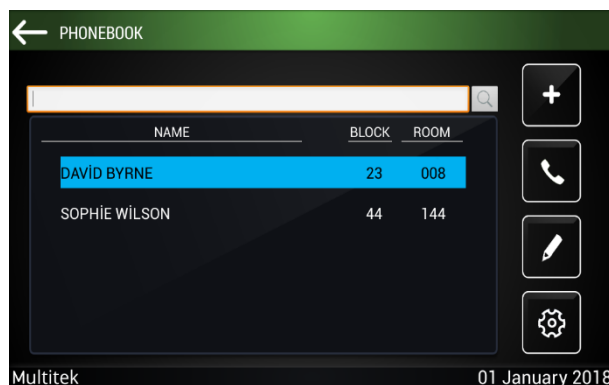 PHONEBOOK
NAME BLOCK ROOM
DAVİD BYRNE 23 008
SOPHİE WİLSON 44 144
Multitek 01 January 2018